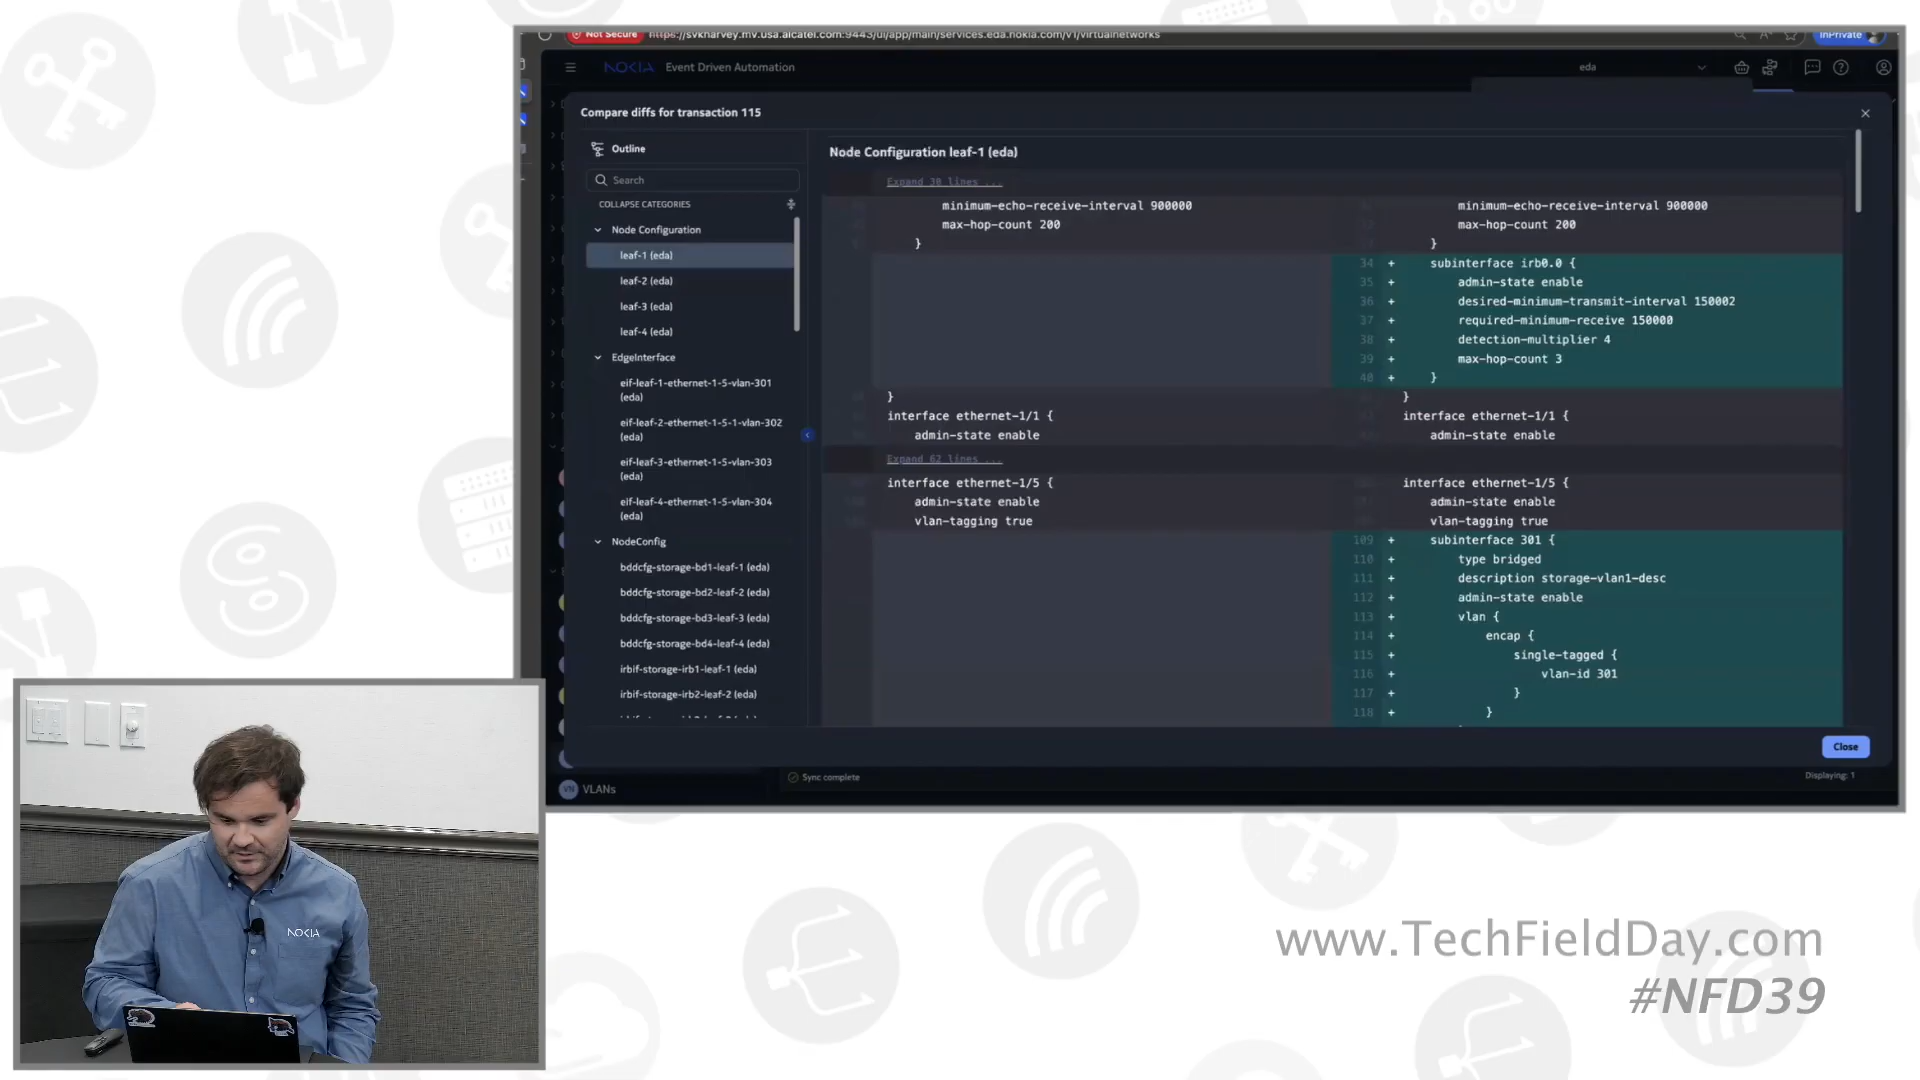 Not Secure https://svkharvey.mv.usa.alcatel.com:9443/ui/app/main/services.eda.nokia.com/v1/virtualnetworks InPrivate
NOKIA Event Driven Automation eda
Compare diffs for transaction 115
Outline
Search
COLLAPSE CATEGORIES
Node Configuration
leaf-1 (eda)
leaf-2 (eda)
leaf-3 (eda)
leaf-4 (eda)
EdgeInterface
eif-leaf-1-ethernet-1-5-vlan-301
(eda)
eif-leaf-2-ethernet-1-5-1-vlan-302
(eda)
eif-leaf-3-ethernet-1-5-vlan-303
(eda)
eif-leaf-4-ethernet-1-5-vlan-304
(eda)
NodeConfig
bddcfg-storage-bd1-leaf-1 (eda)
bddcfg-storage-bd2-leaf-2 (eda)
bddcfg-storage-bd3-leaf-3 (eda)
bddcfg-storage-bd4-leaf-4 (eda)
irbif-storage-irb1-leaf-1 (eda)
irbif-storage-irb2-leaf-2 (eda)
Node Configuration leaf-1 (eda)
Expand 30 lines ...
minimum-echo-receive-interval 900000
max-hop-count 200
}
}
interface ethernet-1/1 {
admin-state enable
Expand 62 lines ...
interface ethernet-1/5 {
admin-state enable
vlan-tagging true
minimum-echo-receive-interval 900000
max-hop-count 200
}
34 + subinterface irb0.0 {
35 + admin-state enable
36 + desired-minimum-transmit-interval 150002
37 + required-minimum-receive 150000
38 + detection-multiplier 4
39 + max-hop-count 3
40 + }
}
interface ethernet-1/1 {
admin-state enable
interface ethernet-1/5 {
admin-state enable
vlan-tagging true
109 + subinterface 301 {
110 + type bridged
111 + description storage-vlan1-desc
112 + admin-state enable
113 + vlan {
114 + encap {
115 + single-tagged {
116 + vlan-id 301
117 + }
118 + }
Close
VN VLANs
Sync complete
Displaying: 1
NOKIA
www.TechFieldDay.com
#NFD39